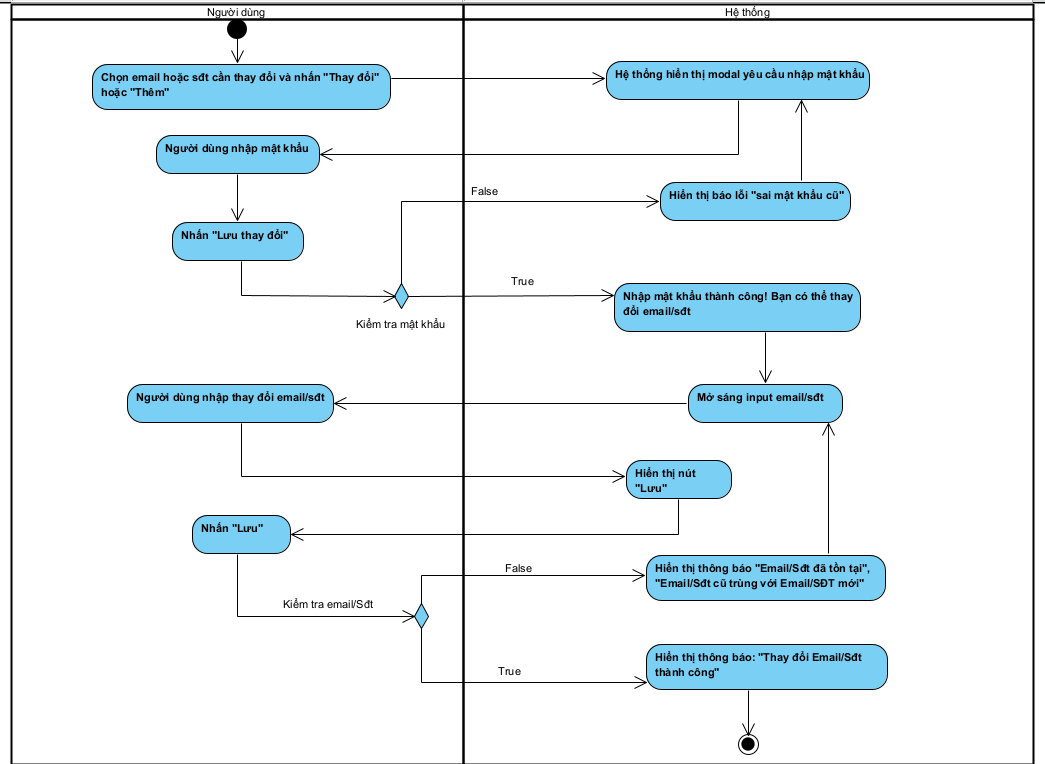 Người dùng
Hệ thống
Chọn email hoặc sđt cần thay đổi và nhấn "Thay đổi"
hoặc "Thêm"
Hệ thống hiển thị modal yêu cầu nhập mật khẩu
Người dùng nhập mật khẩu
False
Hiển thị báo lỗi "sai mật khẩu cũ"
Nhấn "Lưu thay đổi"
True
Nhập mật khẩu thành công! Bạn có thể thay
đổi email/sđt
Kiểm tra mật khẩu
Người dùng nhập thay đổi email/sđt
Mở sáng input email/sđt
Hiển thị nút
"Lưu"
Nhấn "Lưu"
False
Hiển thị thông báo "Email/Sđt đã tồn tại",
"Email/Sđt cũ trùng với Email/SĐT mới"
Kiểm tra email/Sđt
True
Hiển thị thông báo: "Thay đổi Email/Sđt
thành công"